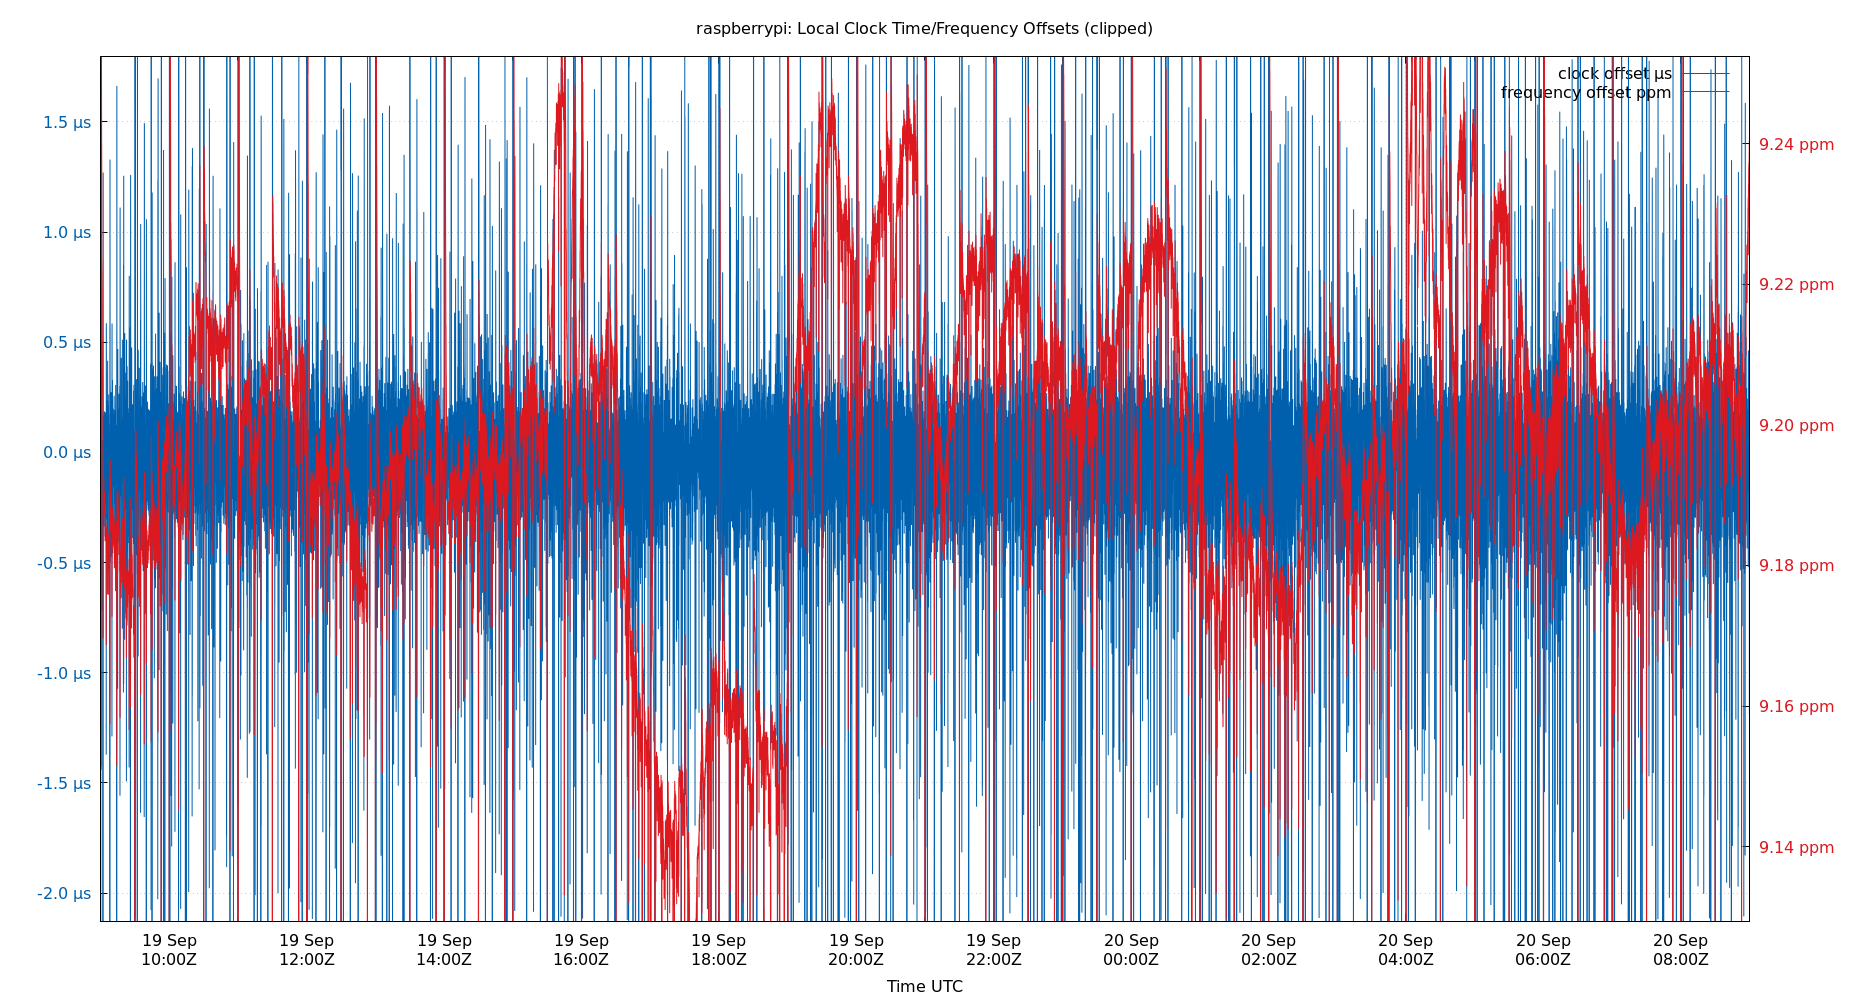 raspberrypi: Local Clock Time/Frequency Offsets (clipped)
clock offset µs
frequency offset ppm
1.5 µs
1.0 µs
0.5 µs
0.0 µs
-0.5 µs
-1.0 µs
-1.5 µs
-2.0 µs
9.24 ppm
9.22 ppm
9.20 ppm
9.18 ppm
9.16 ppm
9.14 ppm
19 Sep 19 Sep 19 Sep 19 Sep 19 Sep 19 Sep 19 Sep 20 Sep 20 Sep 20 Sep 20 Sep 20 Sep
10:00Z 12:00Z 14:00Z 16:00Z 18:00Z 20:00Z 22:00Z 00:00Z 02:00Z 04:00Z 06:00Z 08:00Z
Time UTC